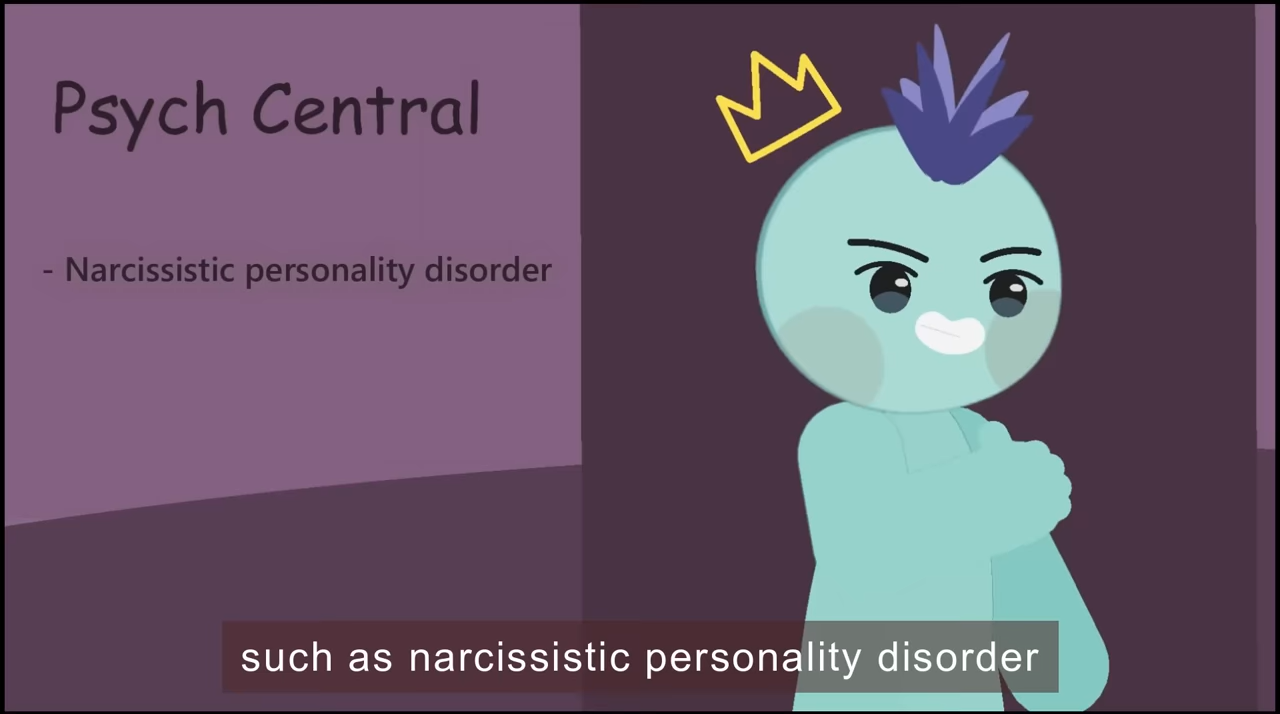 Psych Central
- Narcissistic personality disorder
such as narcissistic personality disorder